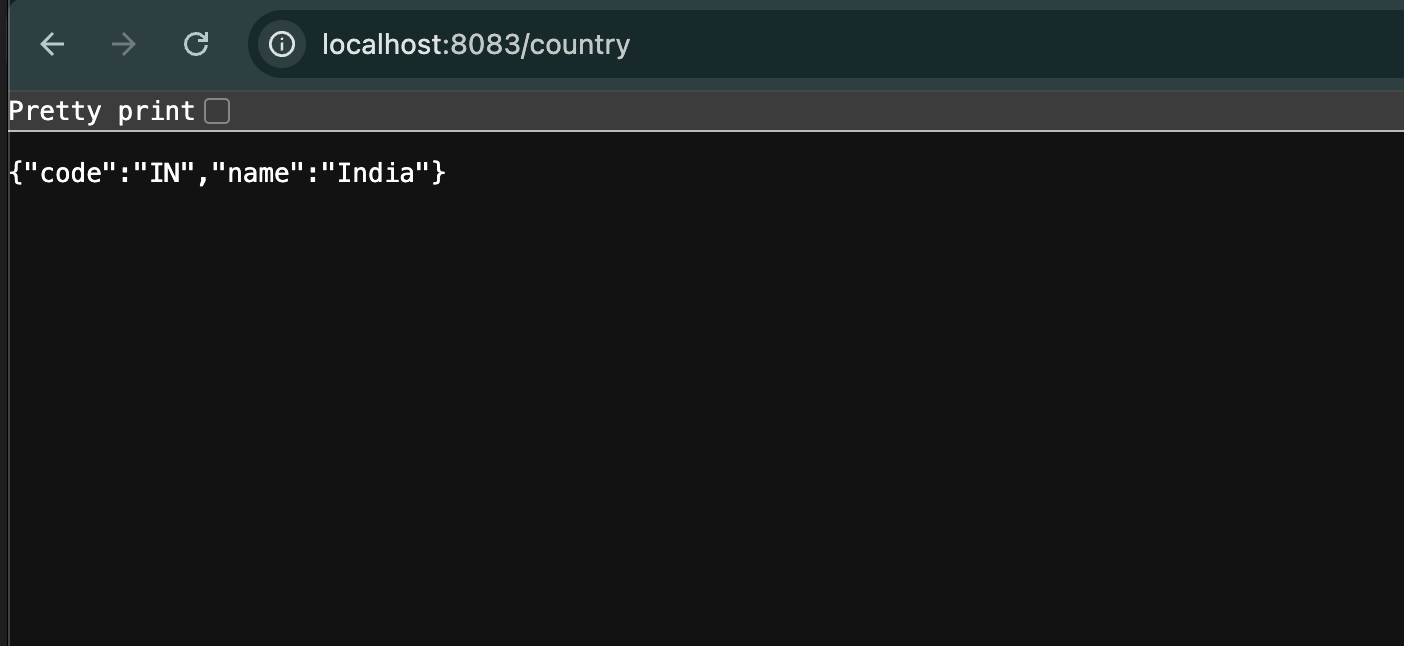 localhost:8083/country
Pretty print
{"code":"IN","name":"India"}